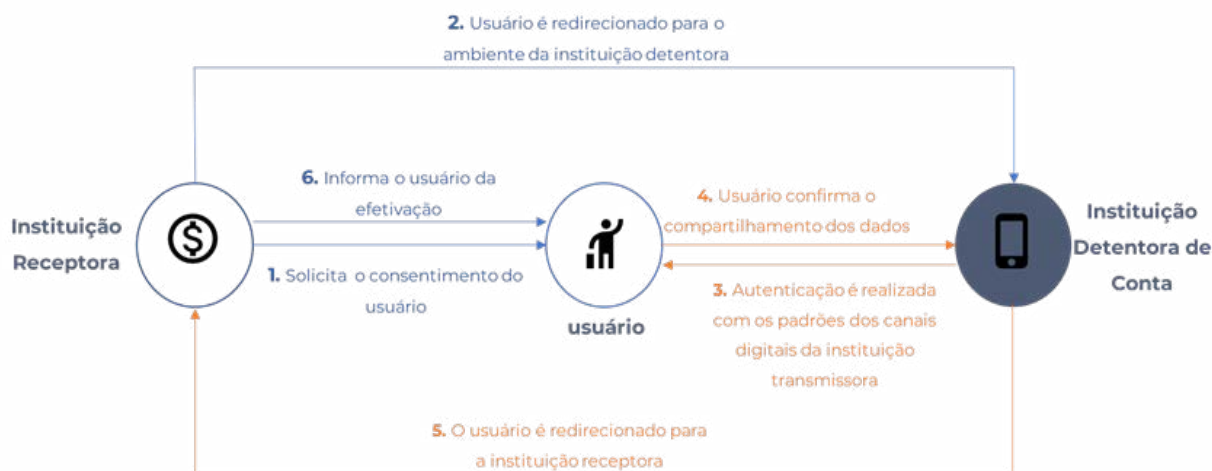 2. Usuário é redirecionado para o
ambiente da instituição detentora
6. Informa o usuário da
efetivação
4. Usuário confirma o
compartilhamento dos dados
Instituição
Receptora
Instituição
Detentora de
Conta
1. Solicita o consentimento do
usuário
usuário
3. Autenticação é realizada
com os padrões dos canais
digitais da instituição
transmissora
5. O usuário é redirecionado para
a instituição receptora